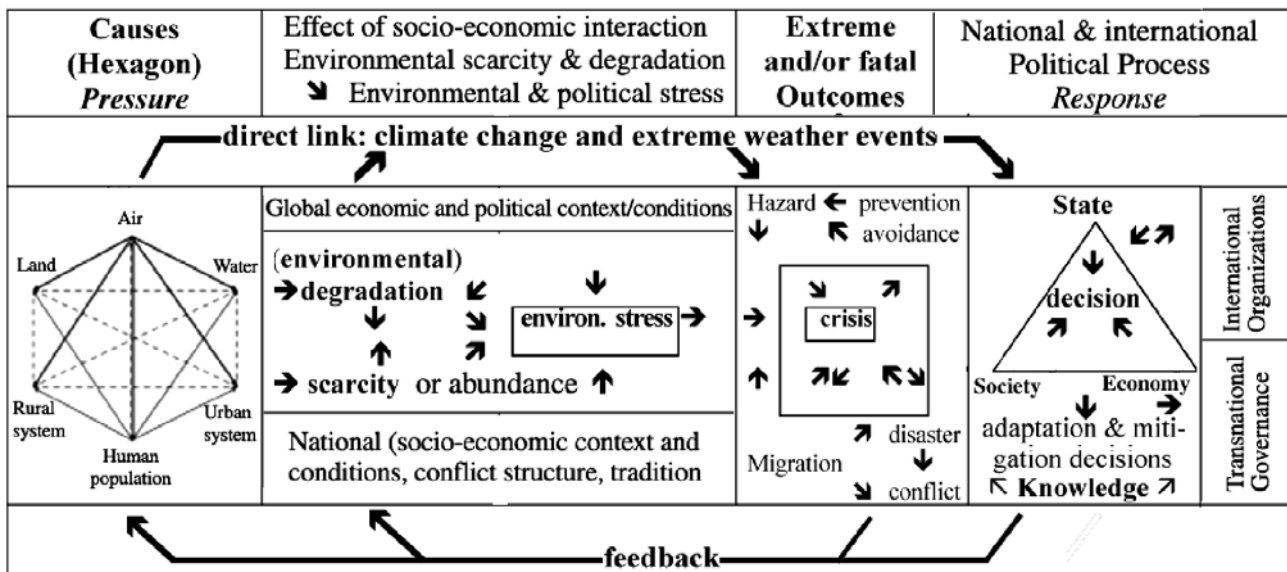 Causes
(Hexagon)
Pressure
Effect of socio-economic interaction
Environmental scarcity & degradation
Environmental & political stress
Extreme
and/or fatal
Outcomes
National & international
Political Process
Response
direct link: climate change and extreme weather events
Air
Land
Water
Rural
system
Urban
system
Human
population
Global economic and political context/conditions
(environmental)
degradation
environ. stress
scarcity or abundance
National (socio-economic context and
conditions, conflict structure, tradition
Hazard
prevention
avoidance
crisis
disaster
Migration
conflict
State
decision
Society
Economy
adaptation & miti-
gation decisions
Knowledge
International
Organizations
Transnational
Governance
feedback